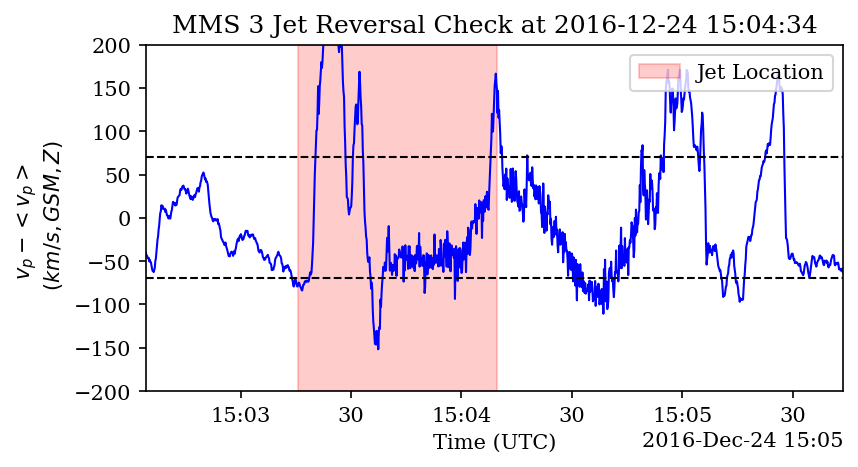 MMS 3 Jet Reversal Check at 2016-12-24 15:04:34
Jet Location
v_p − < v_p >
(km/s, GSM, Z)
200
150
100
50
0
−50
−100
−150
−200
15:03
30
15:04
30
15:05
30
Time (UTC)
2016-Dec-24 15:05